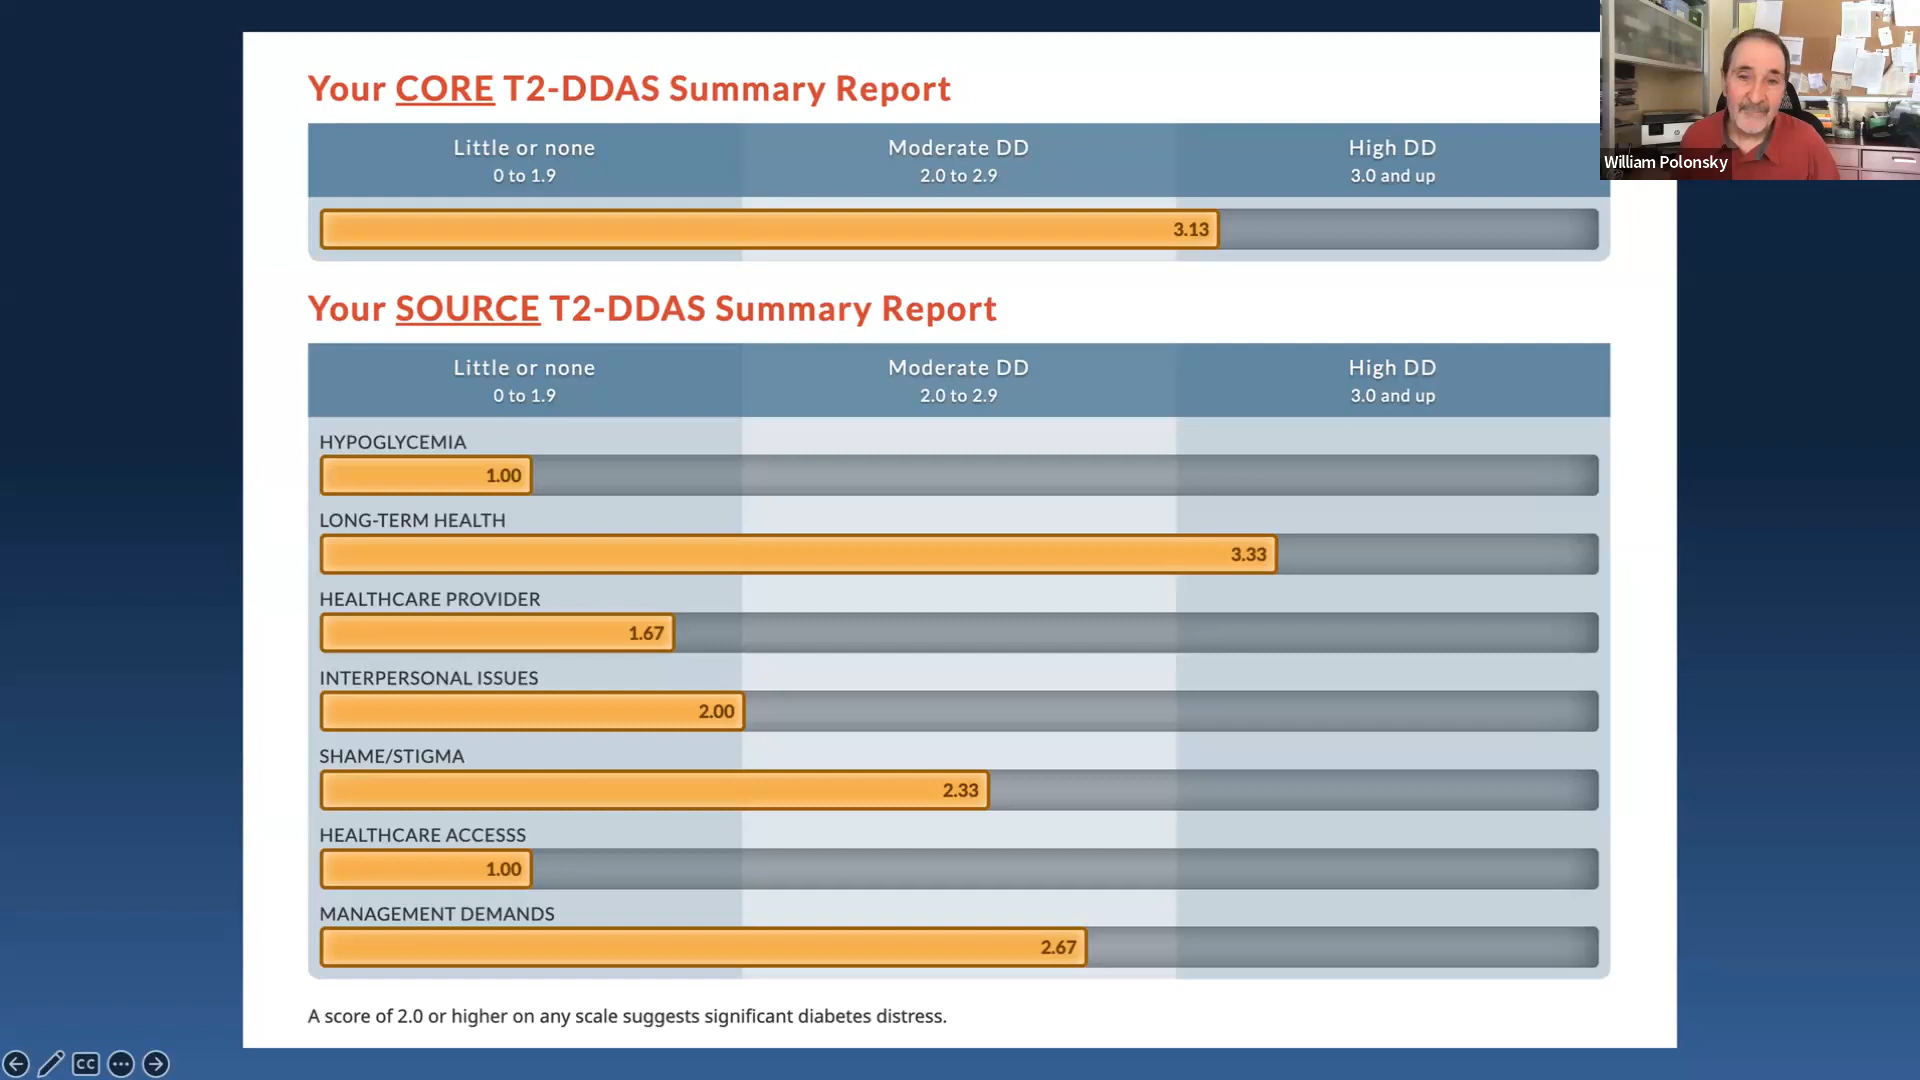 Your CORE T2-DDAS Summary Report
Little or none
0 to 1.9
Moderate DD
2.0 to 2.9
High DD
3.0 and up
3.13
William Polonsky
Your SOURCE T2-DDAS Summary Report
Little or none
0 to 1.9
Moderate DD
2.0 to 2.9
High DD
3.0 and up
HYPOGLYCEMIA
1.00
LONG-TERM HEALTH
3.33
HEALTHCARE PROVIDER
1.67
INTERPERSONAL ISSUES
2.00
SHAME/STIGMA
2.33
HEALTHCARE ACCESSS
1.00
MANAGEMENT DEMANDS
2.67
A score of 2.0 or higher on any scale suggests significant diabetes distress.
CC